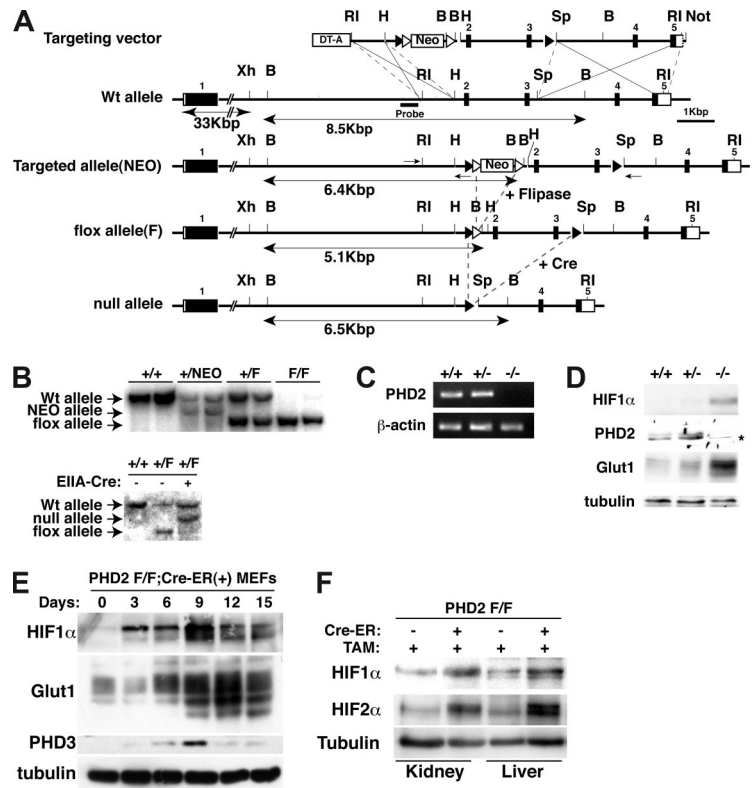 A
RI H B B H Sp B RI Not
Targeting vector DT-A Neo 2 3 4 5
Xh B RI H Sp B RI
Wt allele 1 2 3 4 5
Probe
33Kbp 8.5Kbp 1Kbp
Xh B RI H B B H Sp B RI
Targeted allele(NEO) 1 Neo 2 3 4 5
6.4Kbp + Flipase
Xh B RI H B H Sp B RI
flox allele(F) 1 2 3 4 5
5.1Kbp + Cre
Xh B RI H Sp B RI
null allele 1 4 5
6.5Kbp
B
+/+ +/NEO +/F F/F
Wt allele
NEO allele
flox allele
+/+ +/F +/F
EIIA-Cre: - - +
Wt allele
null allele
flox allele
C
+/+ +/- -/-
PHD2
β-actin
D
+/+ +/- -/-
HIF1α
PHD2 *
Glut1
tubulin
E
PHD2 F/F;Cre-ER(+) MEFs
Days: 0 3 6 9 12 15
HIF1α
Glut1
PHD3
tubulin
F
PHD2 F/F
Cre-ER: - + - +
TAM: + + + +
HIF1α
HIF2α
Tubulin
Kidney Liver